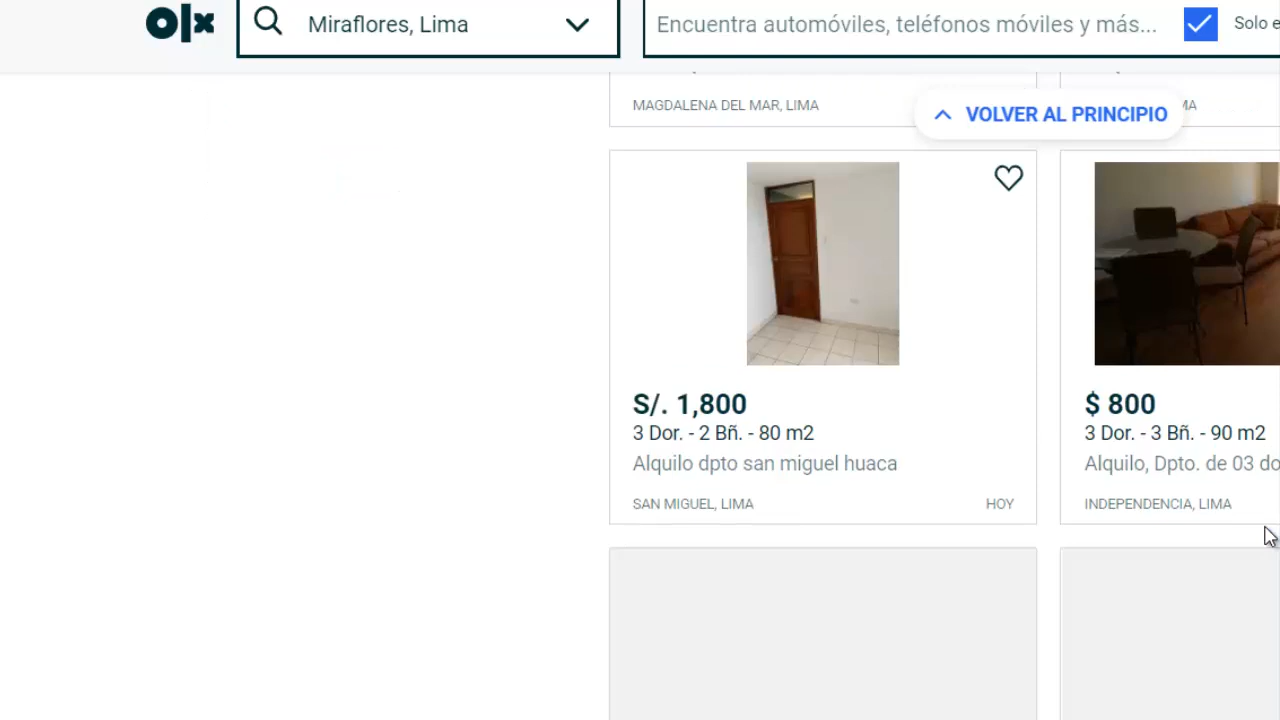 olx
Miraflores, Lima
Encuentra automóviles, teléfonos móviles y más...
Solo e
MAGDALENA DEL MAR, LIMA
MA
VOLVER AL PRINCIPIO
S/. 1,800
3 Dor. - 2 Bñ. - 80 m2
Alquilo dpto san miguel huaca
SAN MIGUEL, LIMA
HOY
$ 800
3 Dor. - 3 Bñ. - 90 m2
Alquilo, Dpto. de 03 do
INDEPENDENCIA, LIMA